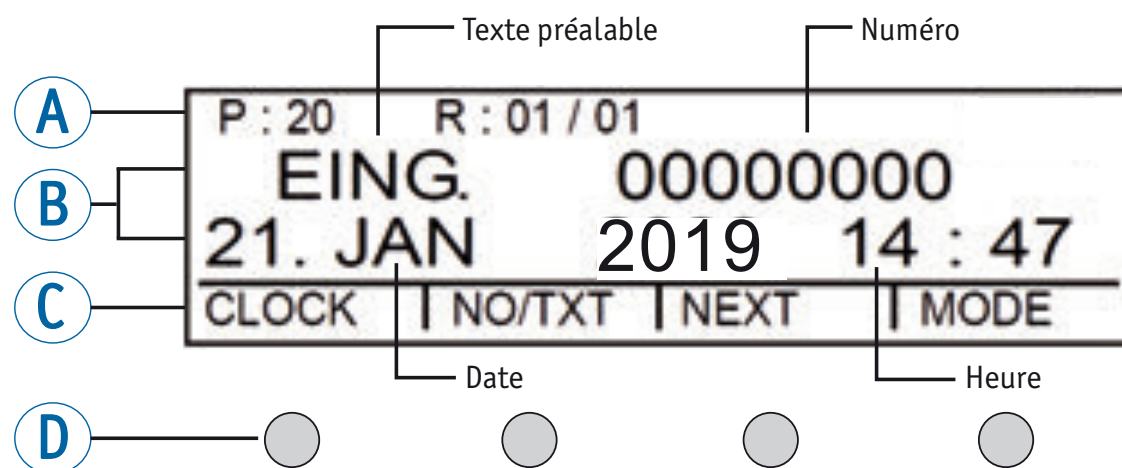 Texte préalable Numéro
A P : 20 R : 01 / 01
B EING. 00000000
21. JAN 2019 14 : 47
C CLOCK NO/TXT NEXT MODE
Date Heure
D